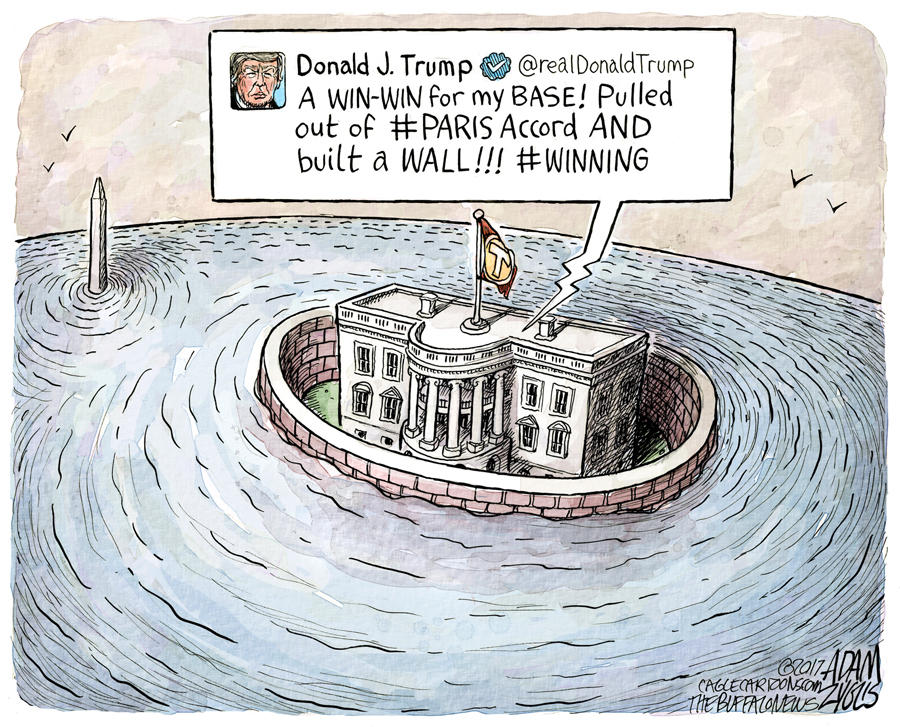 Donald J. Trump @realDonaldTrump
A WIN-WIN for my BASE! Pulled
out of #PARIS Accord AND
built a WALL!!! #WINNING
T
©2017 ADAM
CAGLECARTOONS.COM ZYGLIS
THE BUFFALO NEWS